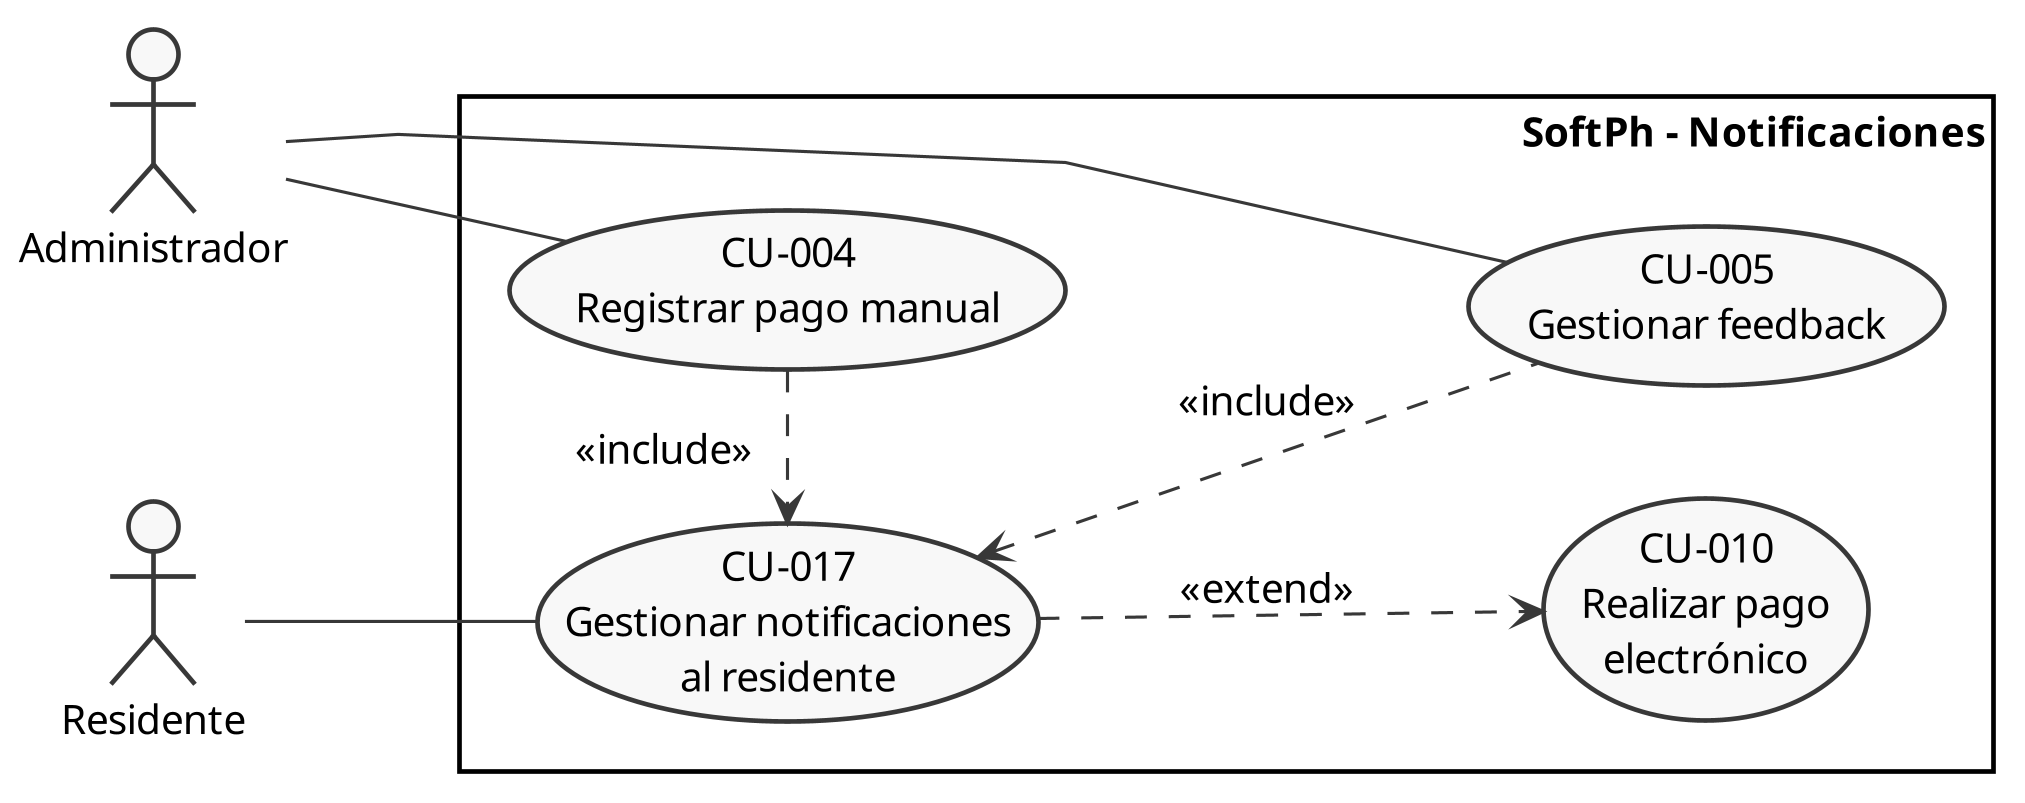 SoftPh - Notificaciones
Administrador
CU-004
Registrar pago manual
CU-005
Gestionar feedback
«include»
«include»
CU-017
Gestionar notificaciones
al residente
«extend»
CU-010
Realizar pago
electrónico
Residente